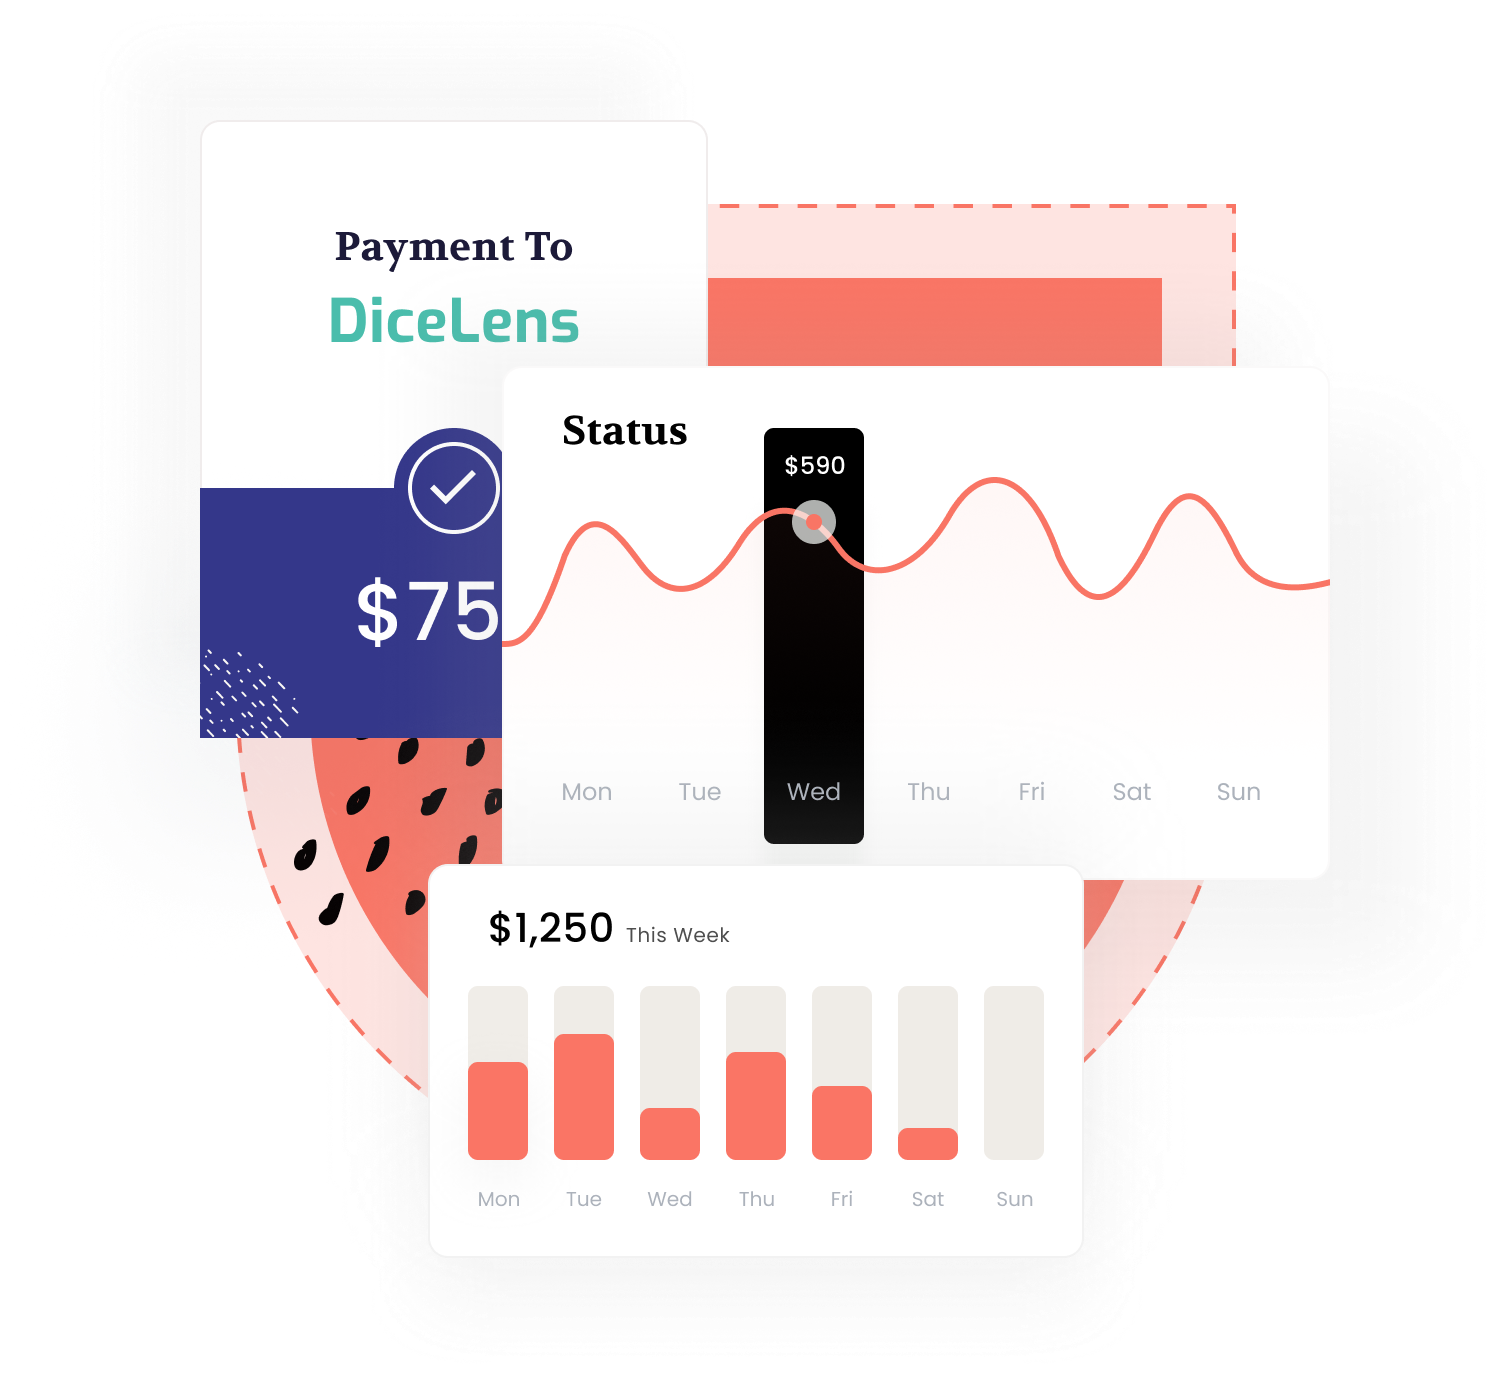 Payment To
DiceLens
$75
Status
$590
Mon Tue Wed Thu Fri Sat Sun
$1,250 This Week
Mon Tue Wed Thu Fri Sat Sun